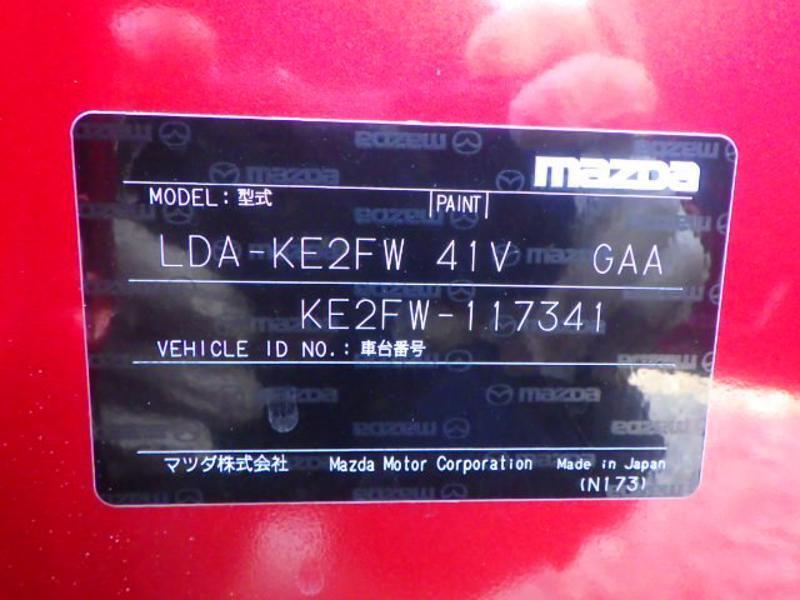 mazda
MODEL: 型式 PAINT
LDA-KE2FW 41V GAA
KE2FW-117341
VEHICLE ID NO.: 車台番号
マツダ株式会社 Mazda Motor Corporation Made in Japan
(N173)